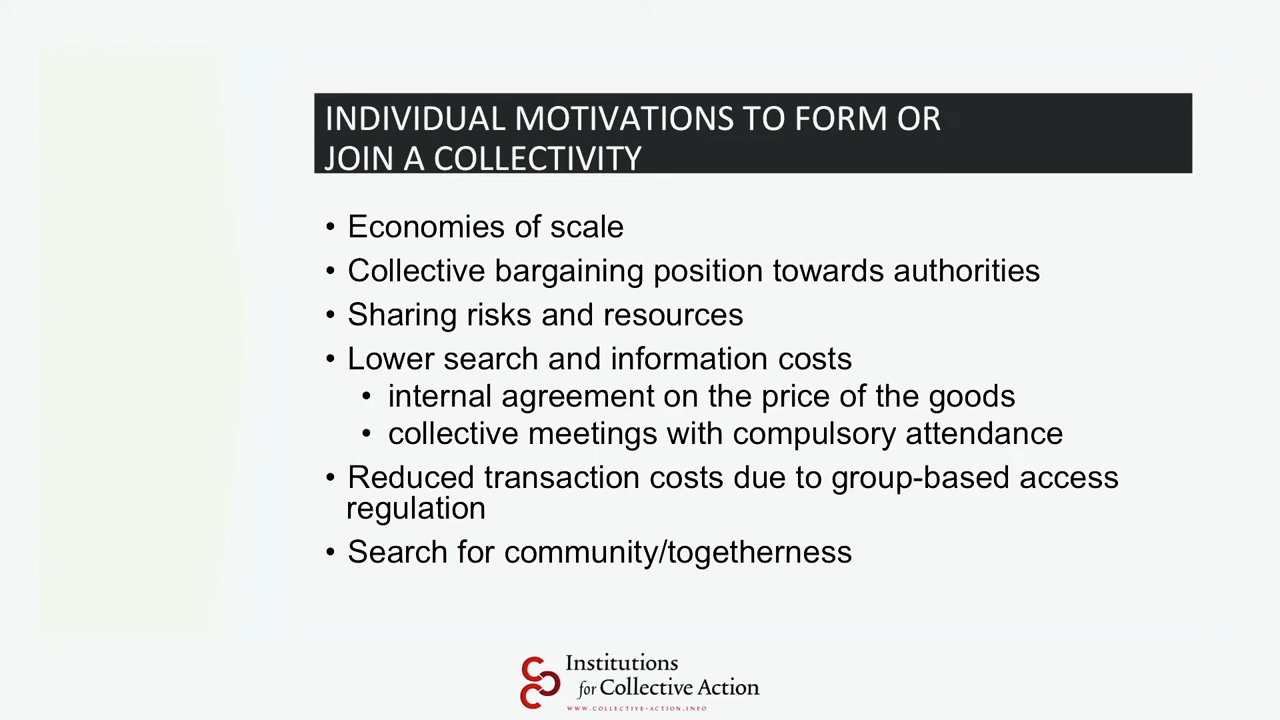 INDIVIDUAL MOTIVATIONS TO FORM OR
JOIN A COLLECTIVITY
• Economies of scale
• Collective bargaining position towards authorities
• Sharing risks and resources
• Lower search and information costs
• internal agreement on the price of the goods
• collective meetings with compulsory attendance
• Reduced transaction costs due to group-based access
regulation
• Search for community/togetherness
Institutions
for Collective Action
WWW.COLLECTIVE-ACTION.INFO